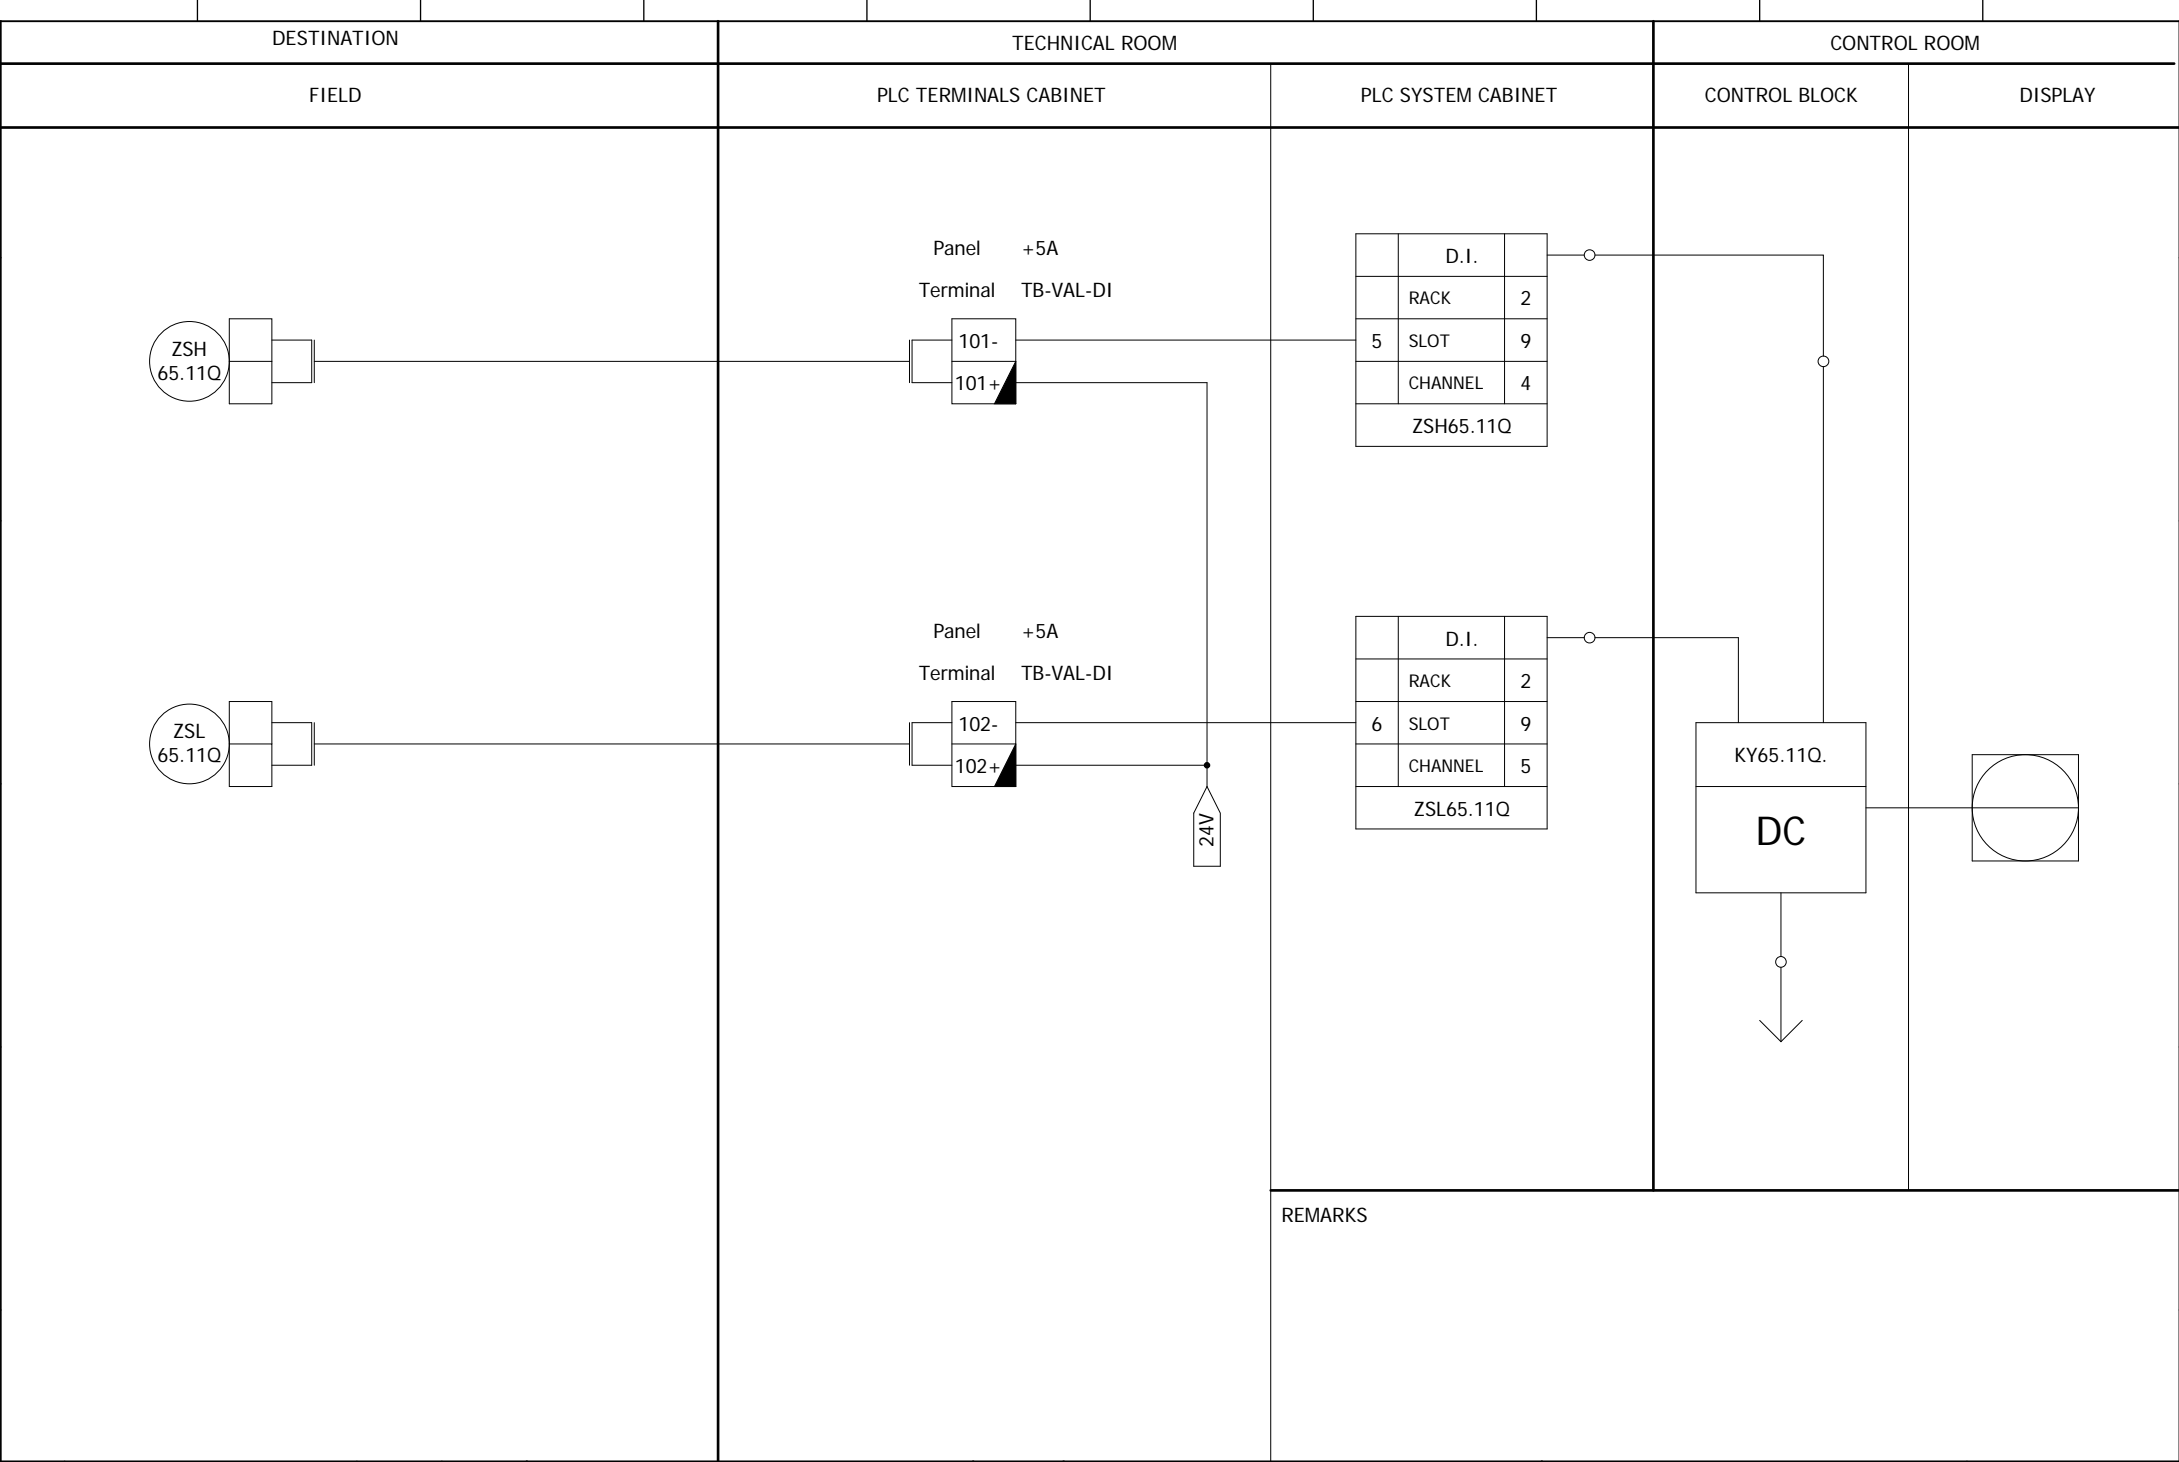 DESTINATION
TECHNICAL ROOM
CONTROL ROOM
FIELD
PLC TERMINALS CABINET
PLC SYSTEM CABINET
CONTROL BLOCK
DISPLAY
Panel +5A
Terminal TB-VAL-DI
ZSH
65.11Q
101-
101+
D.I.
RACK 2
5 SLOT 9
CHANNEL 4
ZSH65.11Q
Panel +5A
Terminal TB-VAL-DI
ZSL
65.11Q
102-
102+
24V
D.I.
RACK 2
6 SLOT 9
CHANNEL 5
ZSL65.11Q
KY65.11Q.
DC
REMARKS